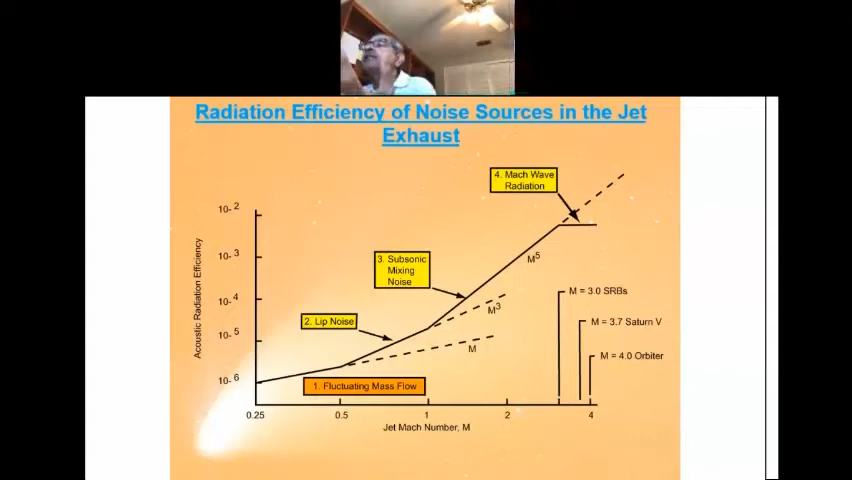 Radiation Efficiency of Noise Sources in the Jet
Exhaust
4. Mach Wave
Radiation
10- 2
10- 3
10- 4
10- 5
10- 6
Acoustic Radiation Efficiency
3. Subsonic
Mixing
Noise
M5
M3
M
2. Lip Noise
1. Fluctuating Mass Flow
M = 3.0 SRBs
M = 3.7 Saturn V
M = 4.0 Orbiter
0.25 0.5 1 2 4
Jet Mach Number, M